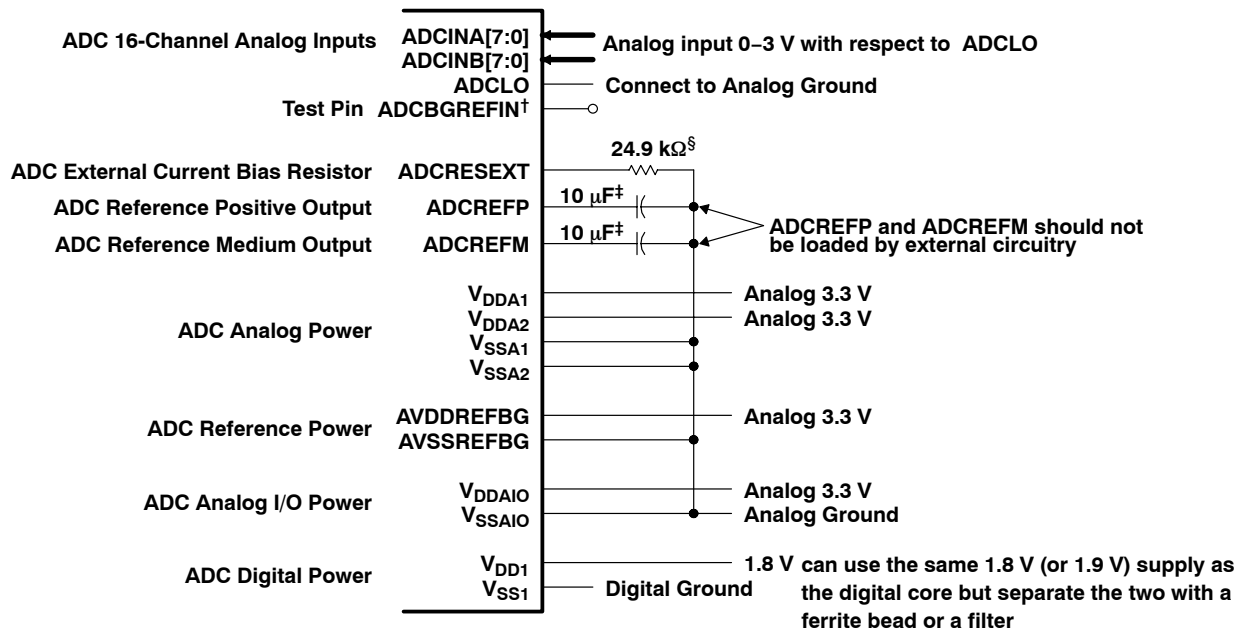 ADC 16-Channel Analog Inputs ADCINA[7:0] Analog input 0–3 V with respect to ADCLO
ADCINB[7:0]
ADCLO Connect to Analog Ground
Test Pin ADCBGREFIN†
24.9 kΩ§
ADC External Current Bias Resistor ADCRESEXT
10 μF‡
ADC Reference Positive Output ADCREFP
ADCREFP and ADCREFM should not
be loaded by external circuitry
10 μF‡
ADC Reference Medium Output ADCREFM
VDDA1 Analog 3.3 V
VDDA2 Analog 3.3 V
ADC Analog Power
VSSA1
VSSA2
AVDDREFBG Analog 3.3 V
ADC Reference Power
AVSSREFBG
VDDAIO Analog 3.3 V
ADC Analog I/O Power
VSSAIO Analog Ground
VDD1 1.8 V can use the same 1.8 V (or 1.9 V) supply as
ADC Digital Power
VSS1 Digital Ground the digital core but separate the two with a
ferrite bead or a filter